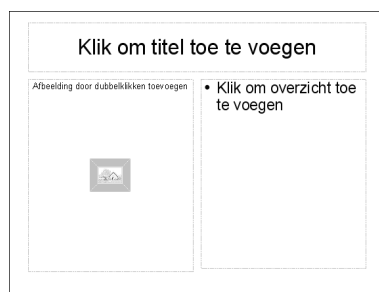 Klik om titel toe te voegen
Afbeelding door dubbelklikken toevoegen
• Klik om overzicht toe
te voegen